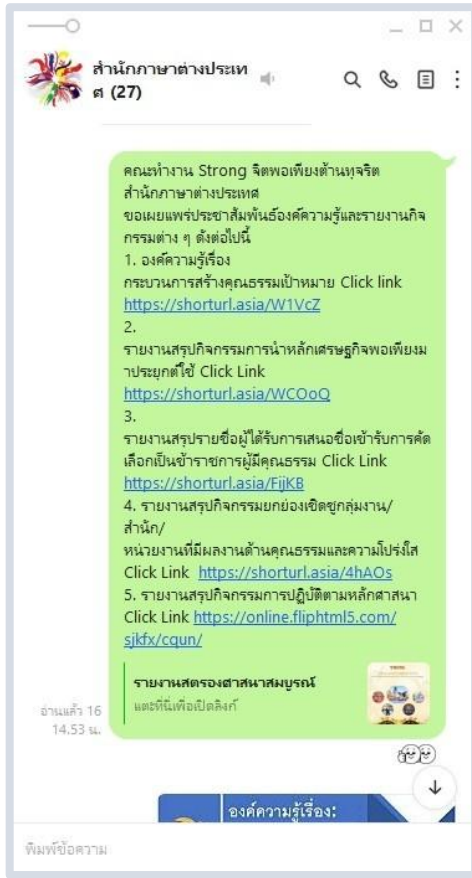 สำนักภาษาต่างประเท
ศ (27)
คณะทำงาน Strong จิตพอเพียงต้านทุจริต
สำนักภาษาต่างประเทศ
ขอเผยแพร่ประชาสัมพันธ์องค์ความรู้และรายงานกิจ
กรรมต่าง ๆ ดังต่อไปนี้
1. องค์ความรู้เรื่อง
กระบวนการสร้างคุณธรรมเป้าหมาย Click link
https://shorturl.asia/W1VcZ
2.
รายงานสรุปกิจกรรมการนำหลักเศรษฐกิจพอเพียงม
าประยุกต์ใช้ Click Link
https://shorturl.asia/WCOoQ
3.
รายงานสรุปรายชื่อผู้ได้รับการเสนอชื่อเข้ารับการคัด
เลือกเป็นข้าราชการผู้มีคุณธรรม Click Link
https://shorturl.asia/FijKB
4. รายงานสรุปกิจกรรมยกย่องเชิดชูกลุ่มงาน/
สำนัก/
หน่วยงานที่มีผลงานด้านคุณธรรมและความโปร่งใส
Click Link https://shorturl.asia/4hAOs
5. รายงานสรุปกิจกรรมการปฏิบัติตามหลักศาสนา
Click Link https://online.fliphtml5.com/
sjkfx/cqun/
รายงานสตรองศาสนาสมบูรณ์
แตะที่นี่เพื่อเปิดลิงก์
อ่านแล้ว 16
14.53 น.
องค์ความรู้เรื่อง:
พิมพ์ข้อความ